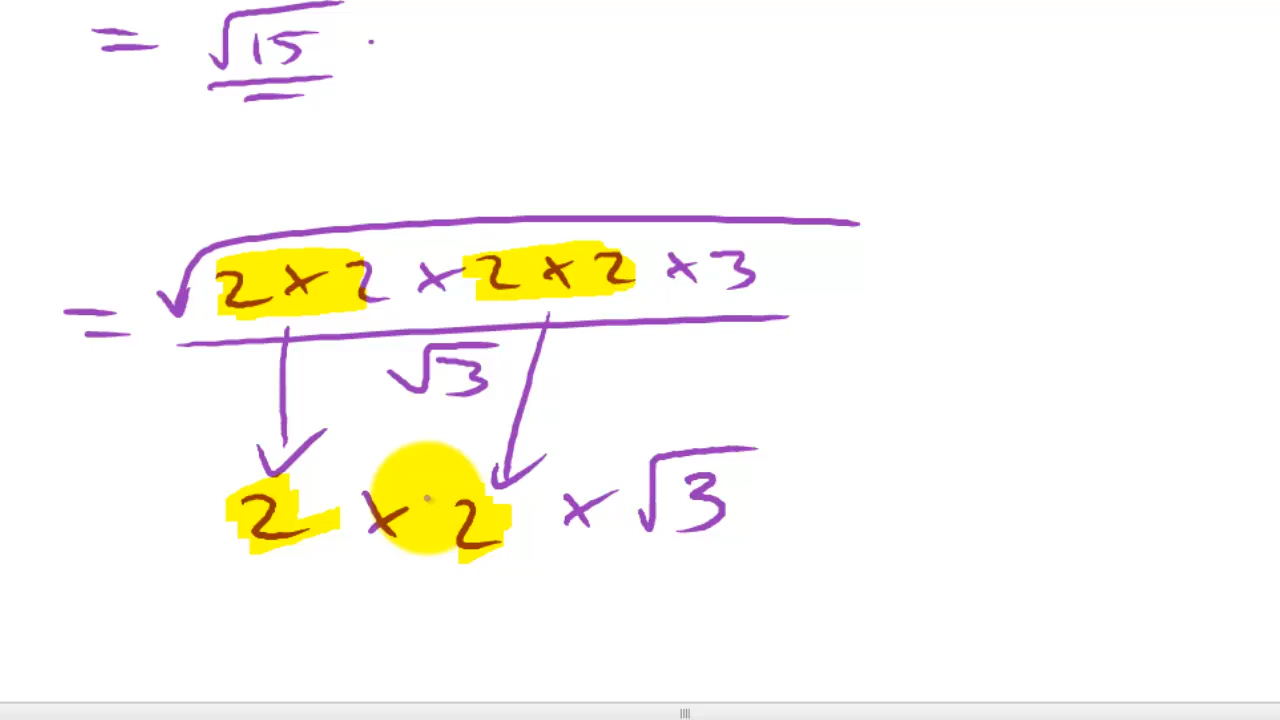 = √15 .
= √2 × 2 × 2 × 2 × 3
√3
2 × 2 × √3